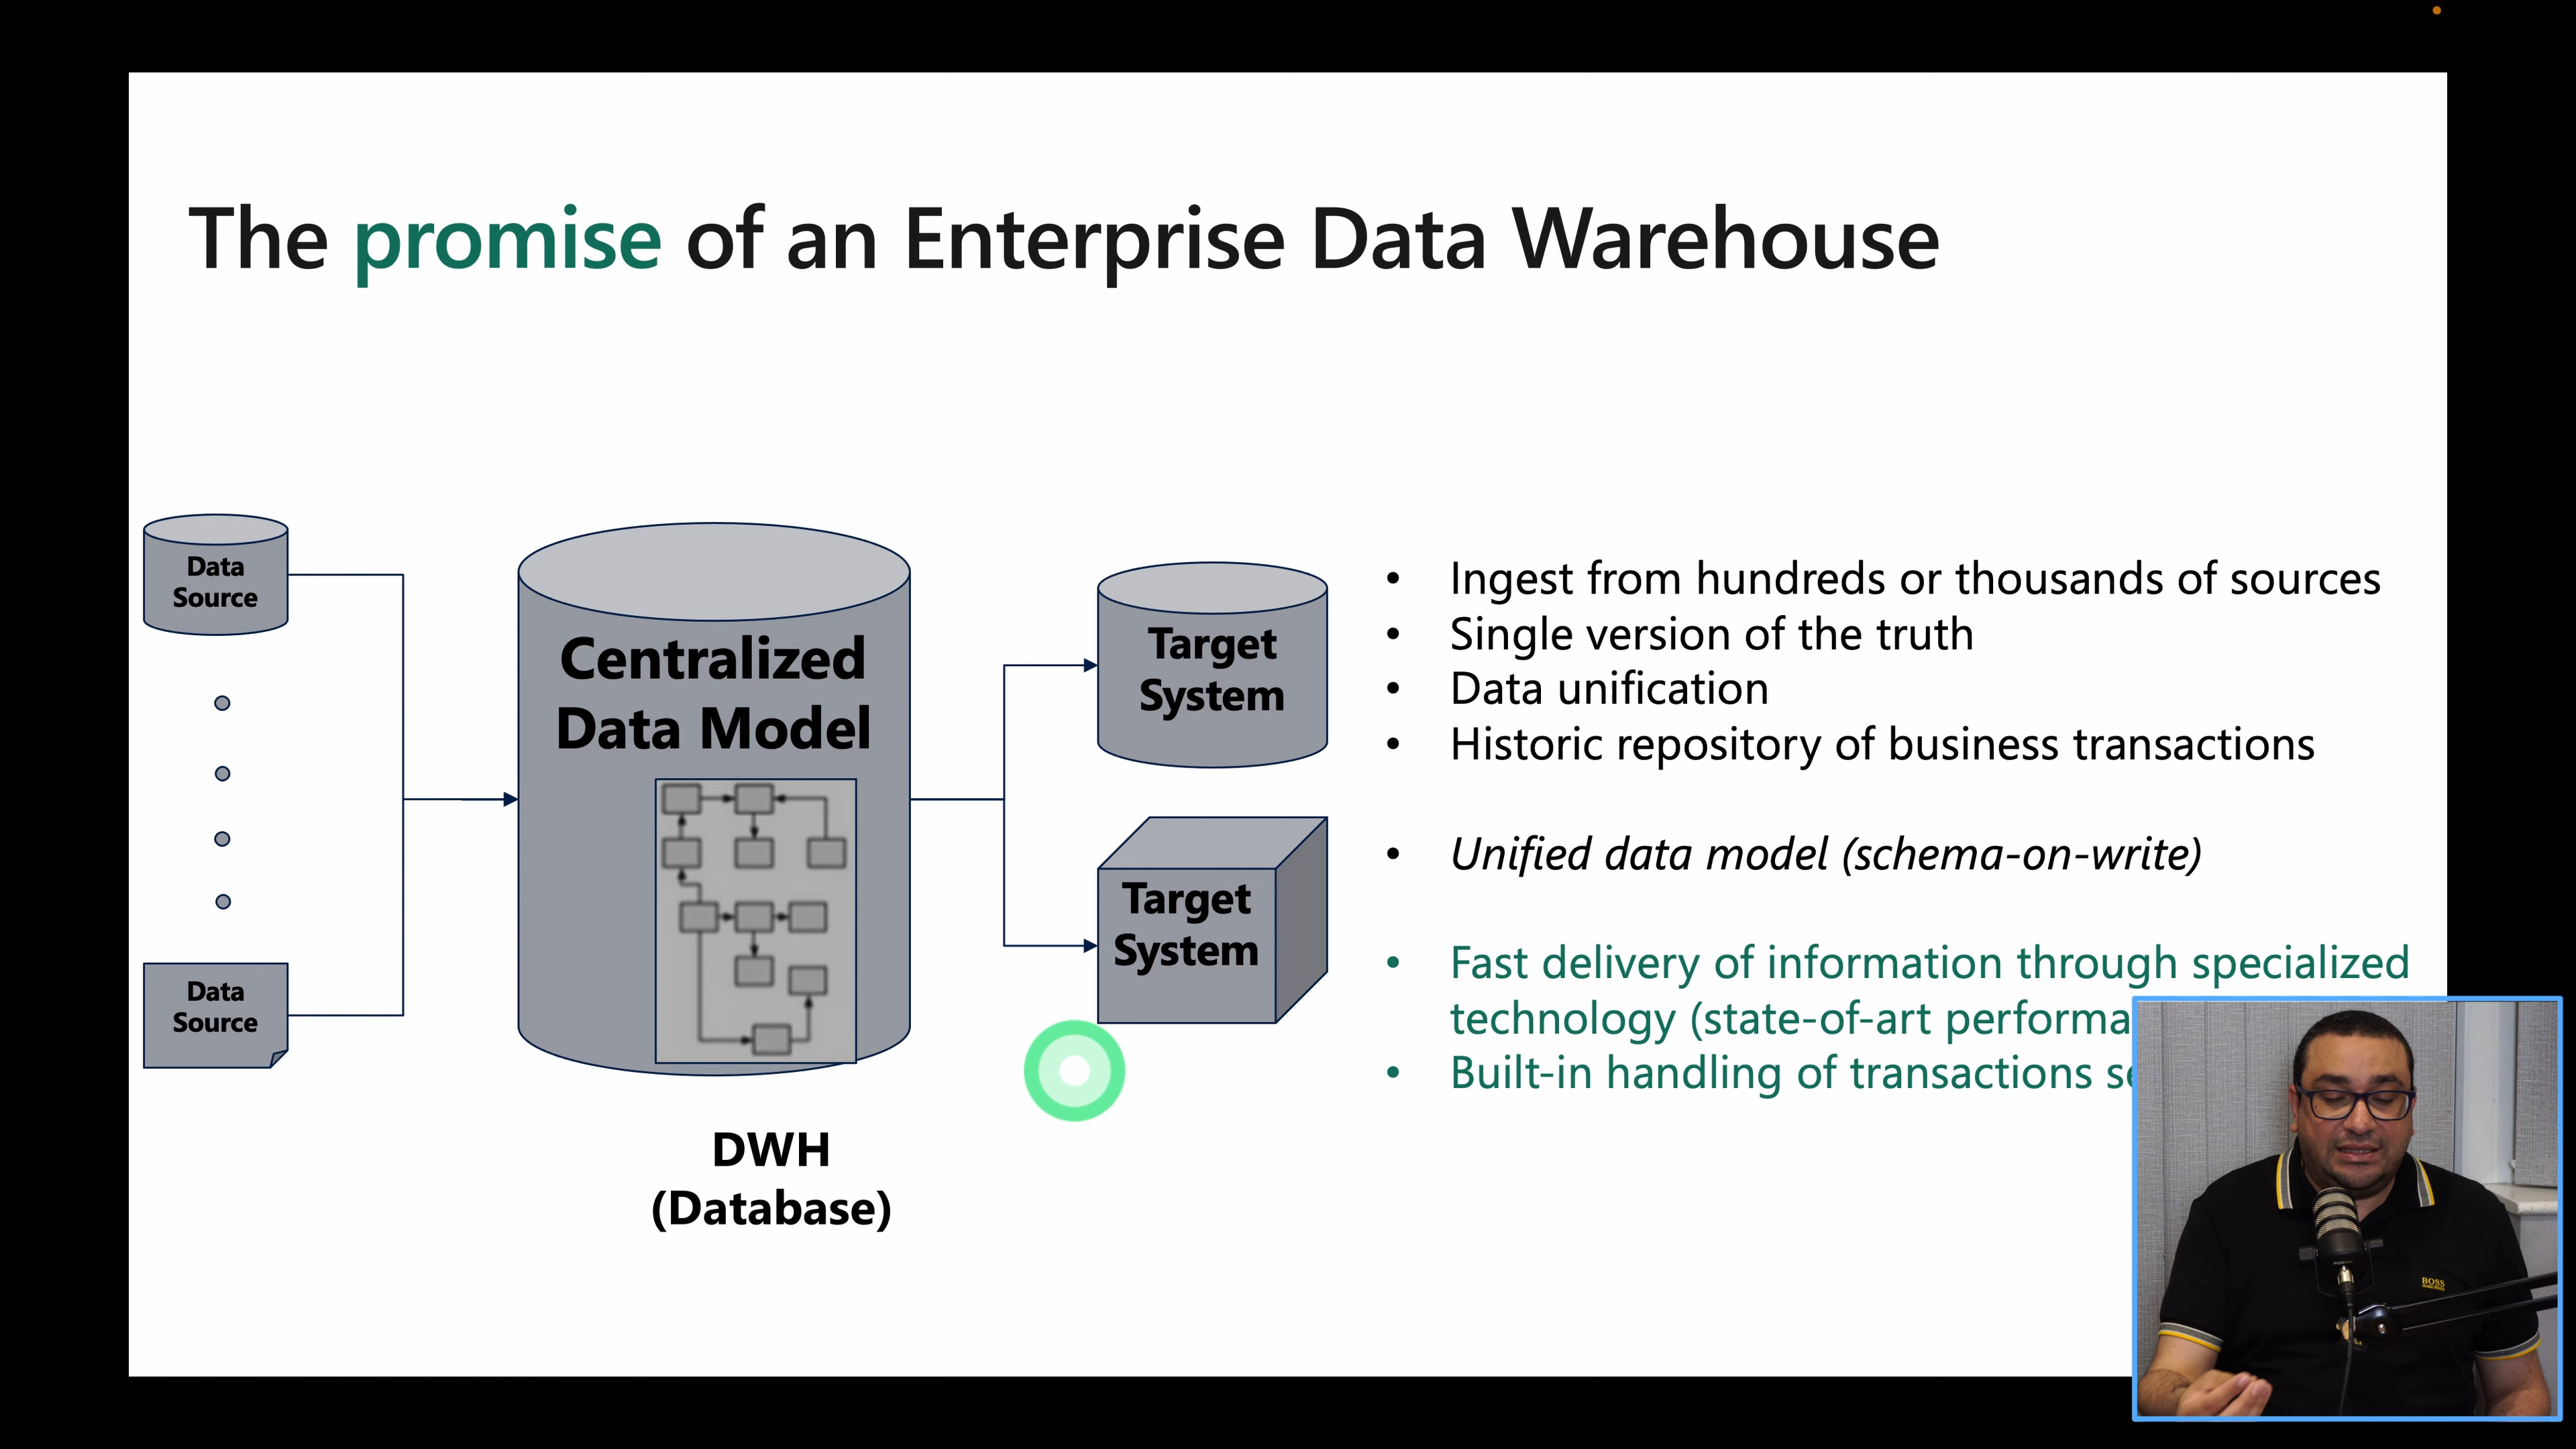 The promise of an Enterprise Data Warehouse
Data
Source
Data
Source
Centralized
Data Model
DWH
(Database)
Target
System
Target
System
• Ingest from hundreds or thousands of sources
• Single version of the truth
• Data unification
• Historic repository of business transactions
• Unified data model (schema-on-write)
• Fast delivery of information through specialized
technology (state-of-art
• Built-in handling of transactions
BOSS